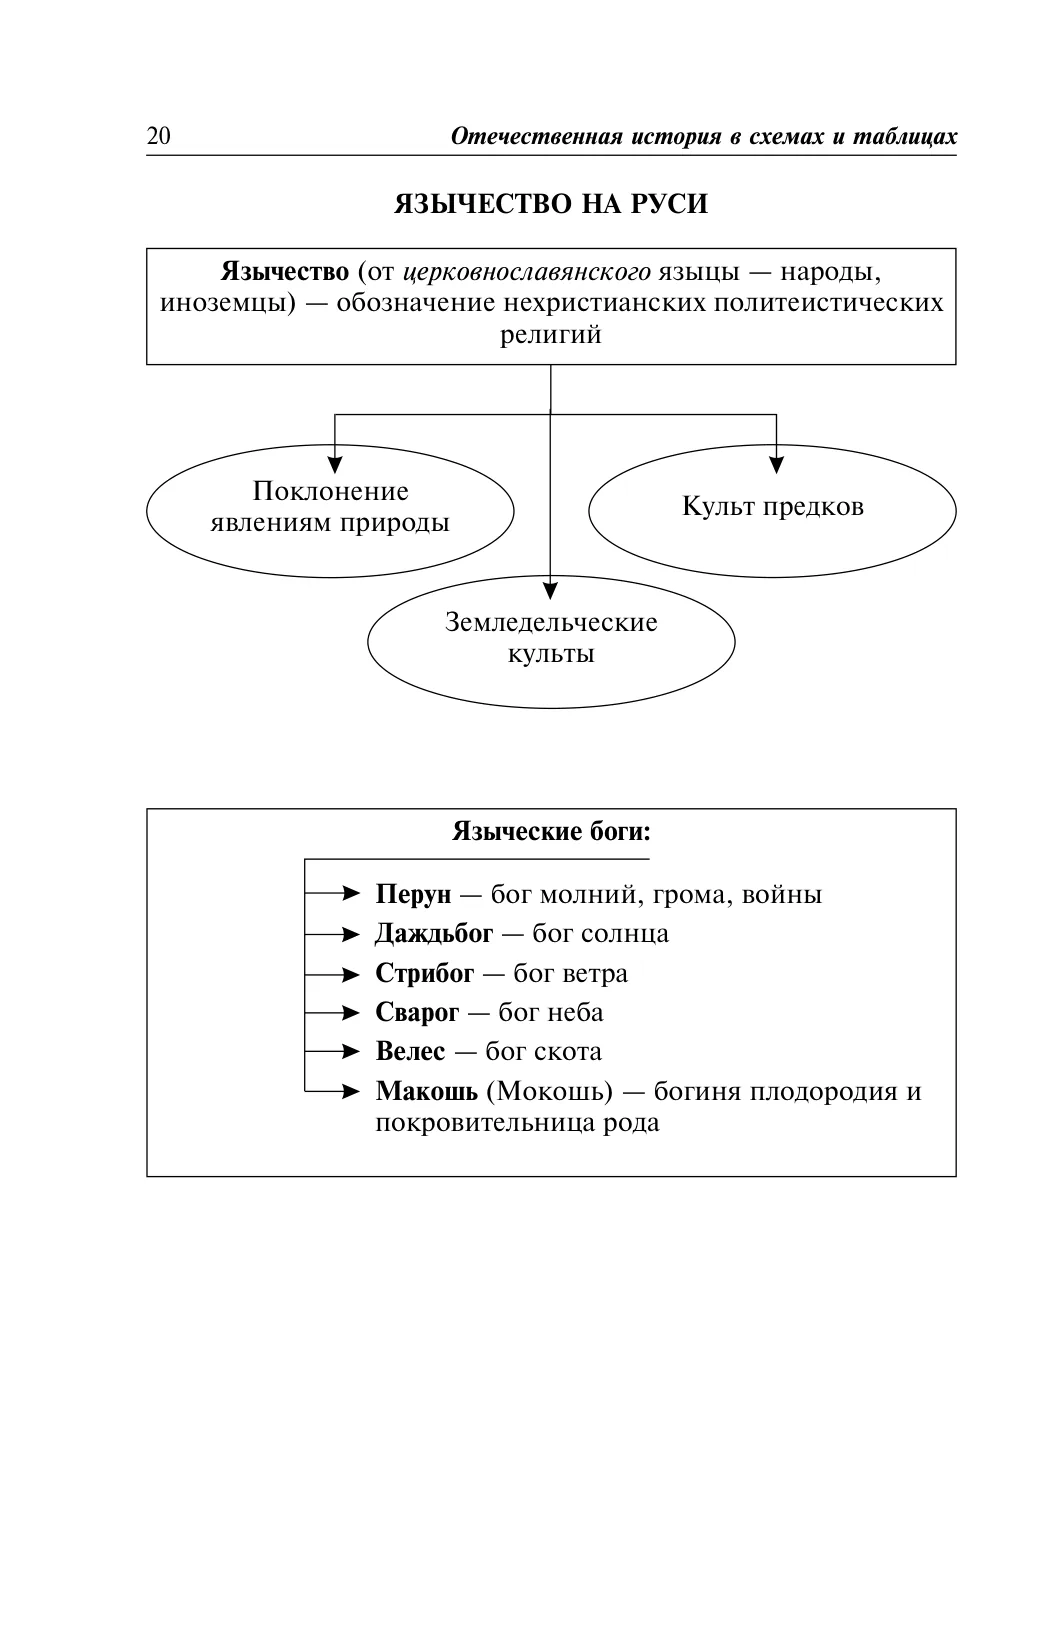 20
Отечественная история в схемах и таблицах
ЯЗЫЧЕСТВО НА РУСИ
Язычество (от церковнославянского языцы — народы,
иноземцы) — обозначение нехристианских политеистических
религий
Поклонение
явлениям природы
Культ предков
Земледельческие
культы
Языческие боги:
Перун — бог молний, грома, войны
Даждьбог — бог солнца
Стрибог — бог ветра
Сварог — бог неба
Велес — бог скота
Макошь (Мокошь) — богиня плодородия и
покровительница рода